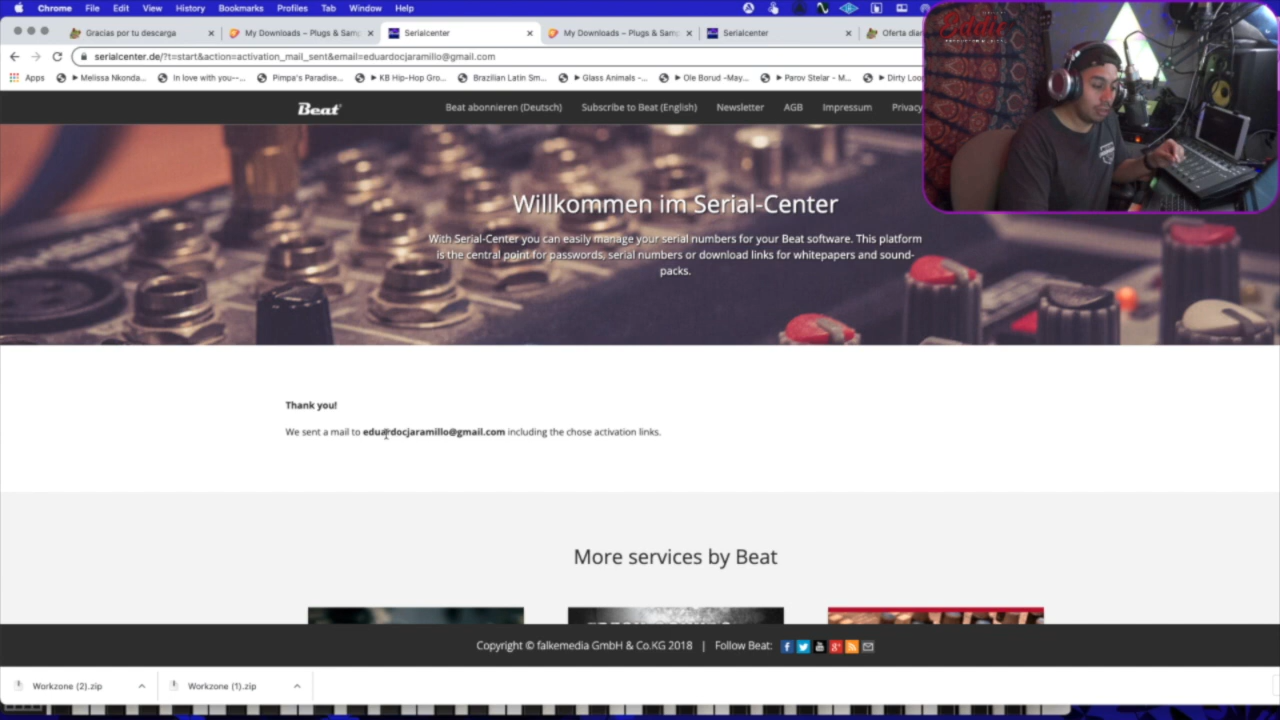 Chrome File Edit View History Bookmarks Profiles Tab Window Help
Gracias por tu descarga × My Downloads – Plugs & Sam × Serialcenter × My Downloads – Plugs & Sam × Serialcenter × Oferta diar
serialcenter.de/?t=start&action=activation_mail_sent&email=eduardocjaramillo@gmail.com
Apps ► Melissa Nkonda... In love with you---... Pimpa's Paradise... ► KB Hip-Hop Gro... Brazilian Latin Sm... ► Glass Animals -... ► Ole Borud -May... ► Parov Stelar - M... ► Dirty Loo
Beat Beat abonnieren (Deutsch) Subscribe to Beat (English) Newsletter AGB Impressum Privacy
Willkommen im Serial-Center
With Serial-Center you can easily manage your serial numbers for your Beat software. This platform
is the central point for passwords, serial numbers or download links for whitepapers and sound-
packs.
Thank you!
We sent a mail to eduardocjaramillo@gmail.com including the chose activation links.
More services by Beat
Copyright © falkemedia GmbH & Co.KG 2018 | Follow Beat:
Workzone (2).zip Workzone (1).zip